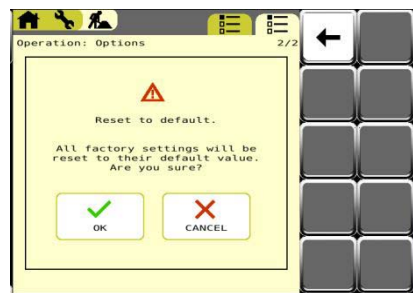 Operation: Options 2/2
Reset to default.
All factory settings will be
reset to their default value.
Are you sure?
OK
CANCEL